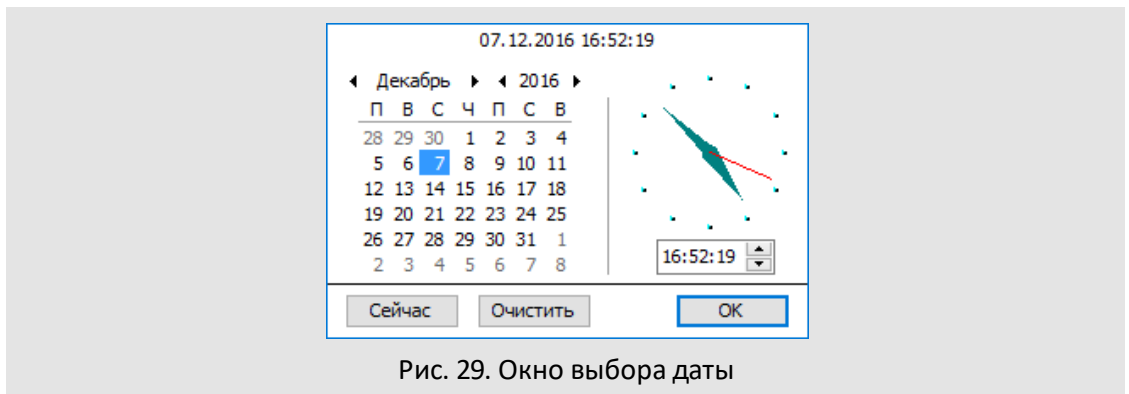 07.12.2016 16:52:19
Декабрь 2016
П В С Ч П С В
28 29 30 1 2 3 4
5 6 7 8 9 10 11
12 13 14 15 16 17 18
19 20 21 22 23 24 25
26 27 28 29 30 31 1
2 3 4 5 6 7 8
16:52:19
Сейчас Очистить OK
Рис. 29. Окно выбора даты